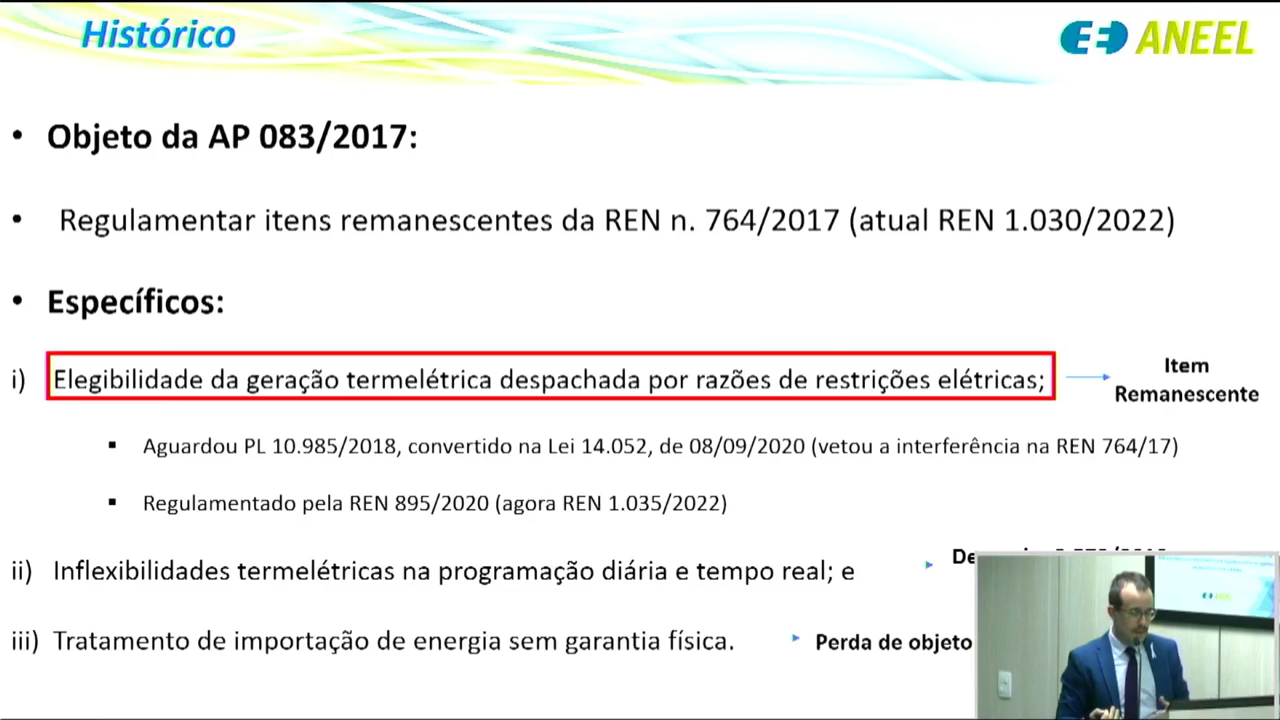 Histórico
ANEEL
• Objeto da AP 083/2017:
• Regulamentar itens remanescentes da REN n. 764/2017 (atual REN 1.030/2022)
• Específicos:
i) Elegibilidade da geração termelétrica despachada por razões de restrições elétricas;
Item
Remanescente
▪ Aguardou PL 10.985/2018, convertido na Lei 14.052, de 08/09/2020 (vetou a interferência na REN 764/17)
▪ Regulamentado pela REN 895/2020 (agora REN 1.035/2022)
ii) Inflexibilidades termelétricas na programação diária e tempo real; e
iii) Tratamento de importação de energia sem garantia física.
Perda de objeto
ANEEL